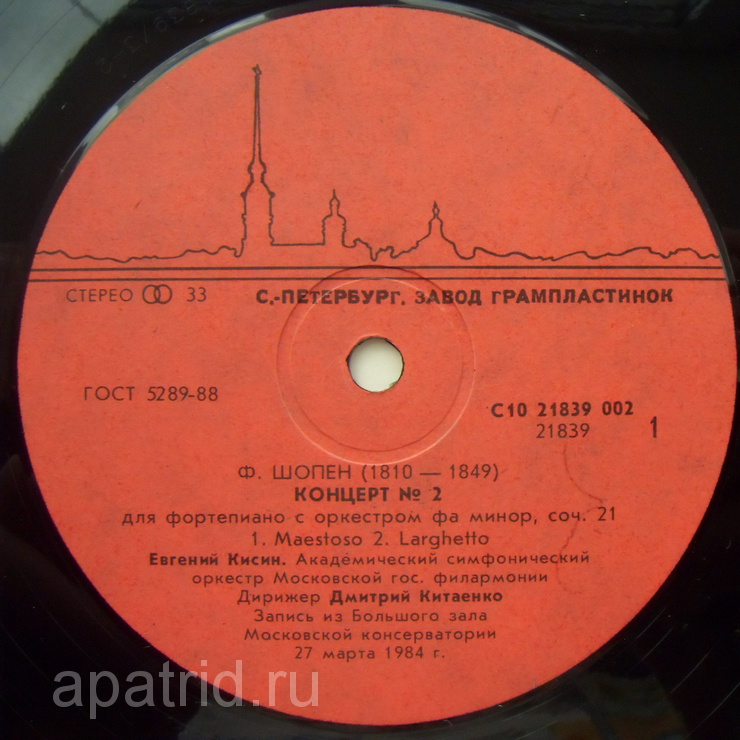 СТЕРЕО 33 С.-ПЕТЕРБУРГ. ЗАВОД ГРАМПЛАСТИНОК
ГОСТ 5289-88
С10 21839 002
21839 1
Ф. ШОПЕН (1810 — 1849)
КОНЦЕРТ № 2
для фортепиано с оркестром фа минор, соч. 21
1. Maestoso 2. Larghetto
Евгений Кисин. Академический симфонический
оркестр Московской гос. филармонии
Дирижер Дмитрий Китаенко
Запись из Большого зала
Московской консерватории
27 марта 1984 г.
apatrid.ru